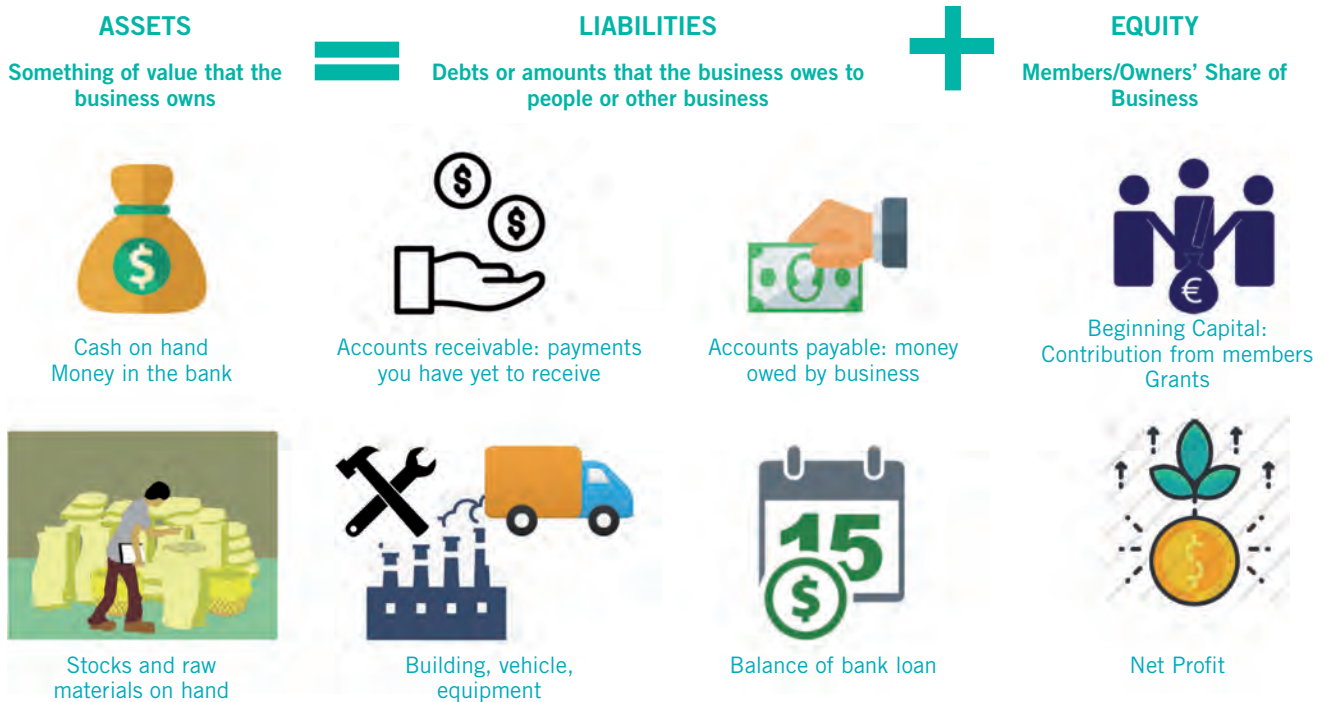 ASSETS
Something of value that the
business owns
=
LIABILITIES
Debts or amounts that the business owes to
people or other business
+
EQUITY
Members/Owners’ Share of
Business
$
Cash on hand
Money in the bank
$
$
Accounts receivable: payments
you have yet to receive
Accounts payable: money
owed by business
€
Beginning Capital:
Contribution from members
Grants
Stocks and raw
materials on hand
Building, vehicle,
equipment
15
$
Balance of bank loan
$
Net Profit